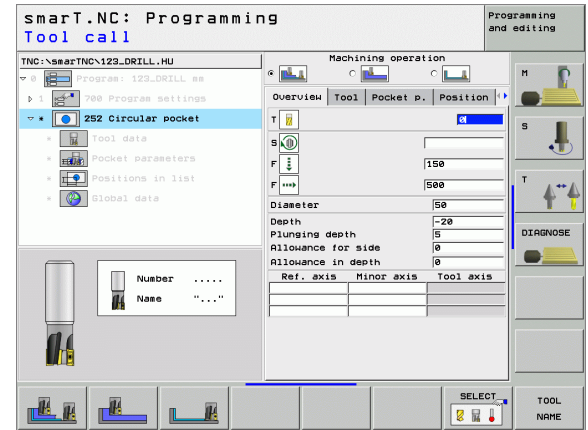 smarT.NC: Programming
Tool call
Programming
and editing
TNC:\smarTNC\123_DRILL.HU
0 Program: 123_DRILL mm
1 700 Program settings
* 252 Circular pocket
* Tool data
* Pocket parameters
* Positions in list
* Global data
Machining operation
Overview Tool Pocket p. Position
T 0
S
F 150
F 500
Diameter 50
Depth -20
Plunging depth 5
Allowance for side 0
Allowance in depth 0
Ref. axis Minor axis Tool axis
Number .....
Name "..."
M
S
T
DIAGNOSE
SELECT
TOOL
NAME